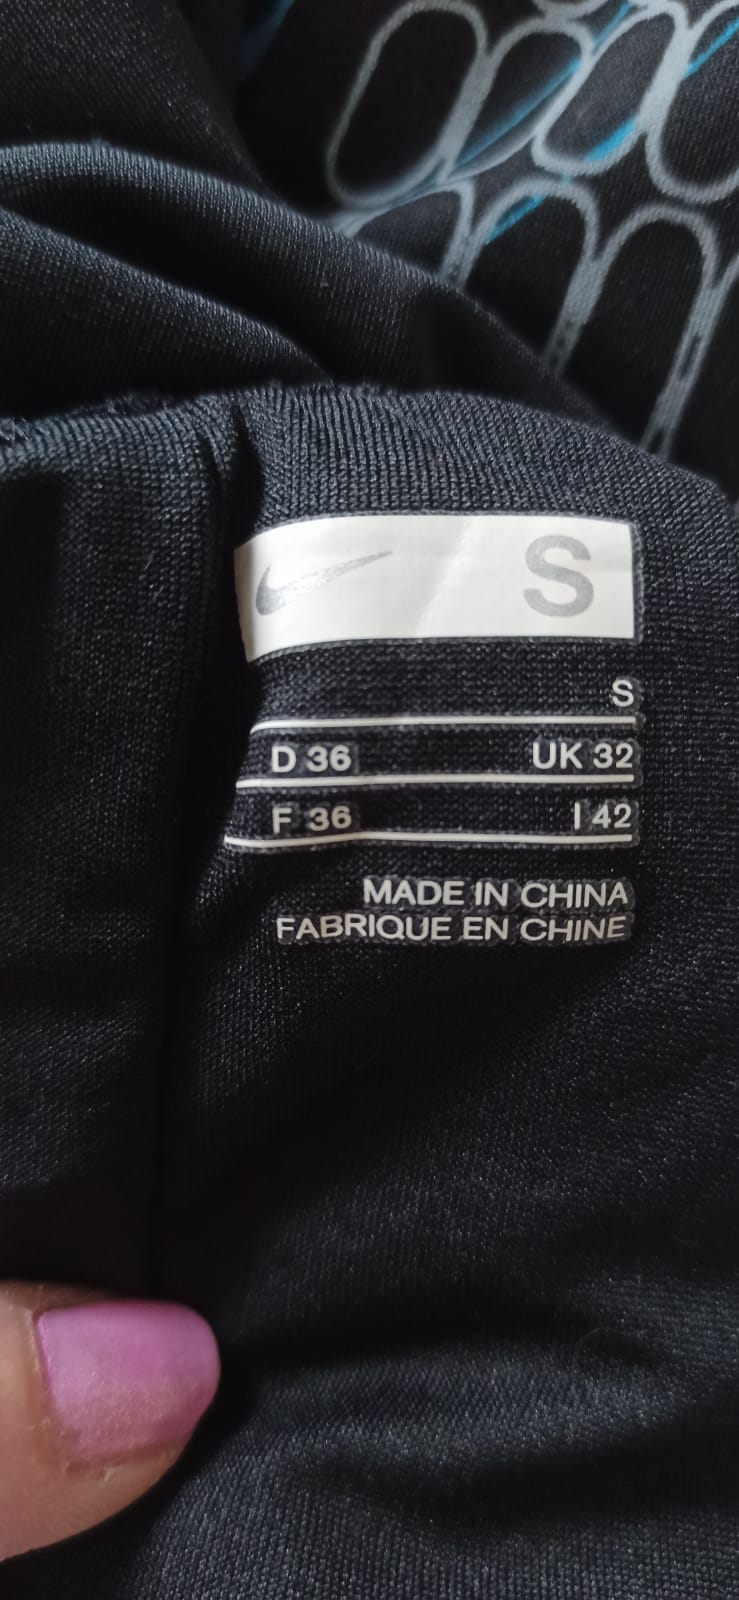 S
S
D 36 UK 32
F 36 I 42
MADE IN CHINA
FABRIQUE EN CHINE